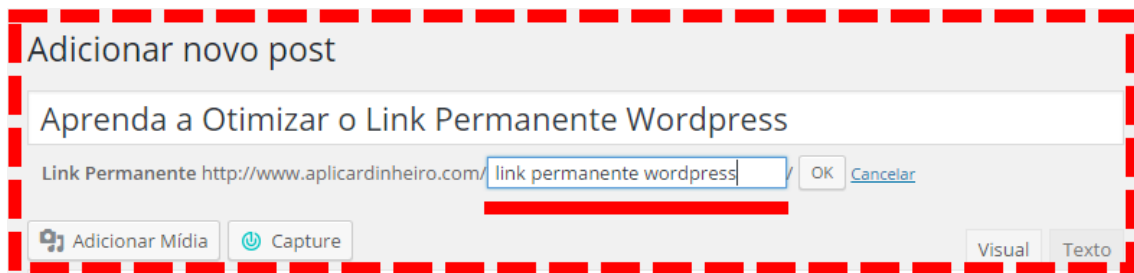 Adicionar novo post
Aprenda a Otimizar o Link Permanente Wordpress
Link Permanente http://www.aplicardinheiro.com/ link permanente wordpress / OK Cancelar
Adicionar Mídia Capture
Visual Texto